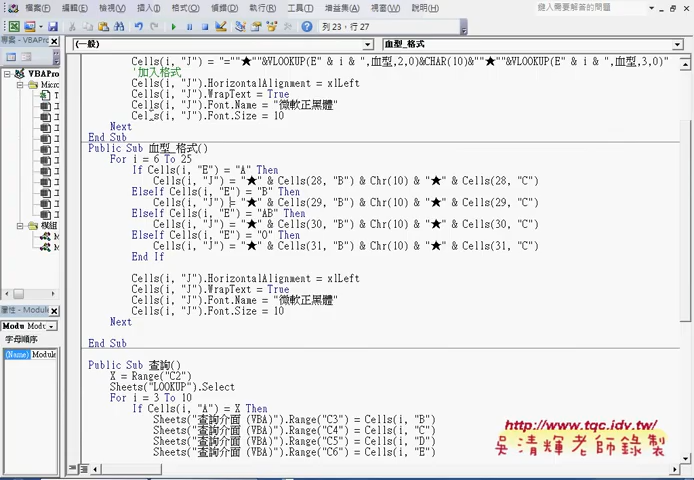 檔案(F) 編輯(E) 檢視(V) 插入(I) 格式(O) 偵錯(D) 執行(R) 工具(T) 增益集(A) 視窗(W) 說明(H) 鍵入需要解答的問題
列 23，行 27
專案 - VBAPro
(一般) 血型_格式
VBAPro
Micro
模組
屬性 - Module
Modu Modu
字母順序
(Name) Module
Cells(i, "J") = "=""★""&VLOOKUP(E" & i & ",血型,2,0)&CHAR(10)&""★""&VLOOKUP(E" & i & ",血型,3,0)"
'加入格式
Cells(i, "J").HorizontalAlignment = xlLeft
Cells(i, "J").WrapText = True
Cells(i, "J").Font.Name = "微軟正黑體"
Cells(i, "J").Font.Size = 10
Next
End Sub
Public Sub 血型_格式()
For i = 6 To 25
If Cells(i, "E") = "A" Then
Cells(i, "J") = "★" & Cells(28, "B") & Chr(10) & "★" & Cells(28, "C")
ElseIf Cells(i, "E") = "B" Then
Cells(i, "J") = "★" & Cells(29, "B") & Chr(10) & "★" & Cells(29, "C")
ElseIf Cells(i, "E") = "AB" Then
Cells(i, "J") = "★" & Cells(30, "B") & Chr(10) & "★" & Cells(30, "C")
ElseIf Cells(i, "E") = "O" Then
Cells(i, "J") = "★" & Cells(31, "B") & Chr(10) & "★" & Cells(31, "C")
End If
Cells(i, "J").HorizontalAlignment = xlLeft
Cells(i, "J").WrapText = True
Cells(i, "J").Font.Name = "微軟正黑體"
Cells(i, "J").Font.Size = 10
Next
End Sub
Public Sub 查詢()
X = Range("C2")
Sheets("LOOKUP").Select
For i = 3 To 10
If Cells(i, "A") = X Then
Sheets("查詢介面 (VBA)").Range("C3") = Cells(i, "B")
Sheets("查詢介面 (VBA)").Range("C4") = Cells(i, "C")
Sheets("查詢介面 (VBA)").Range("C5") = Cells(i, "D")
Sheets("查詢介面 (VBA)").Range("C6") = Cells(i, "E")
http://www.tqc.idv.tw/
吳清輝老師錄製